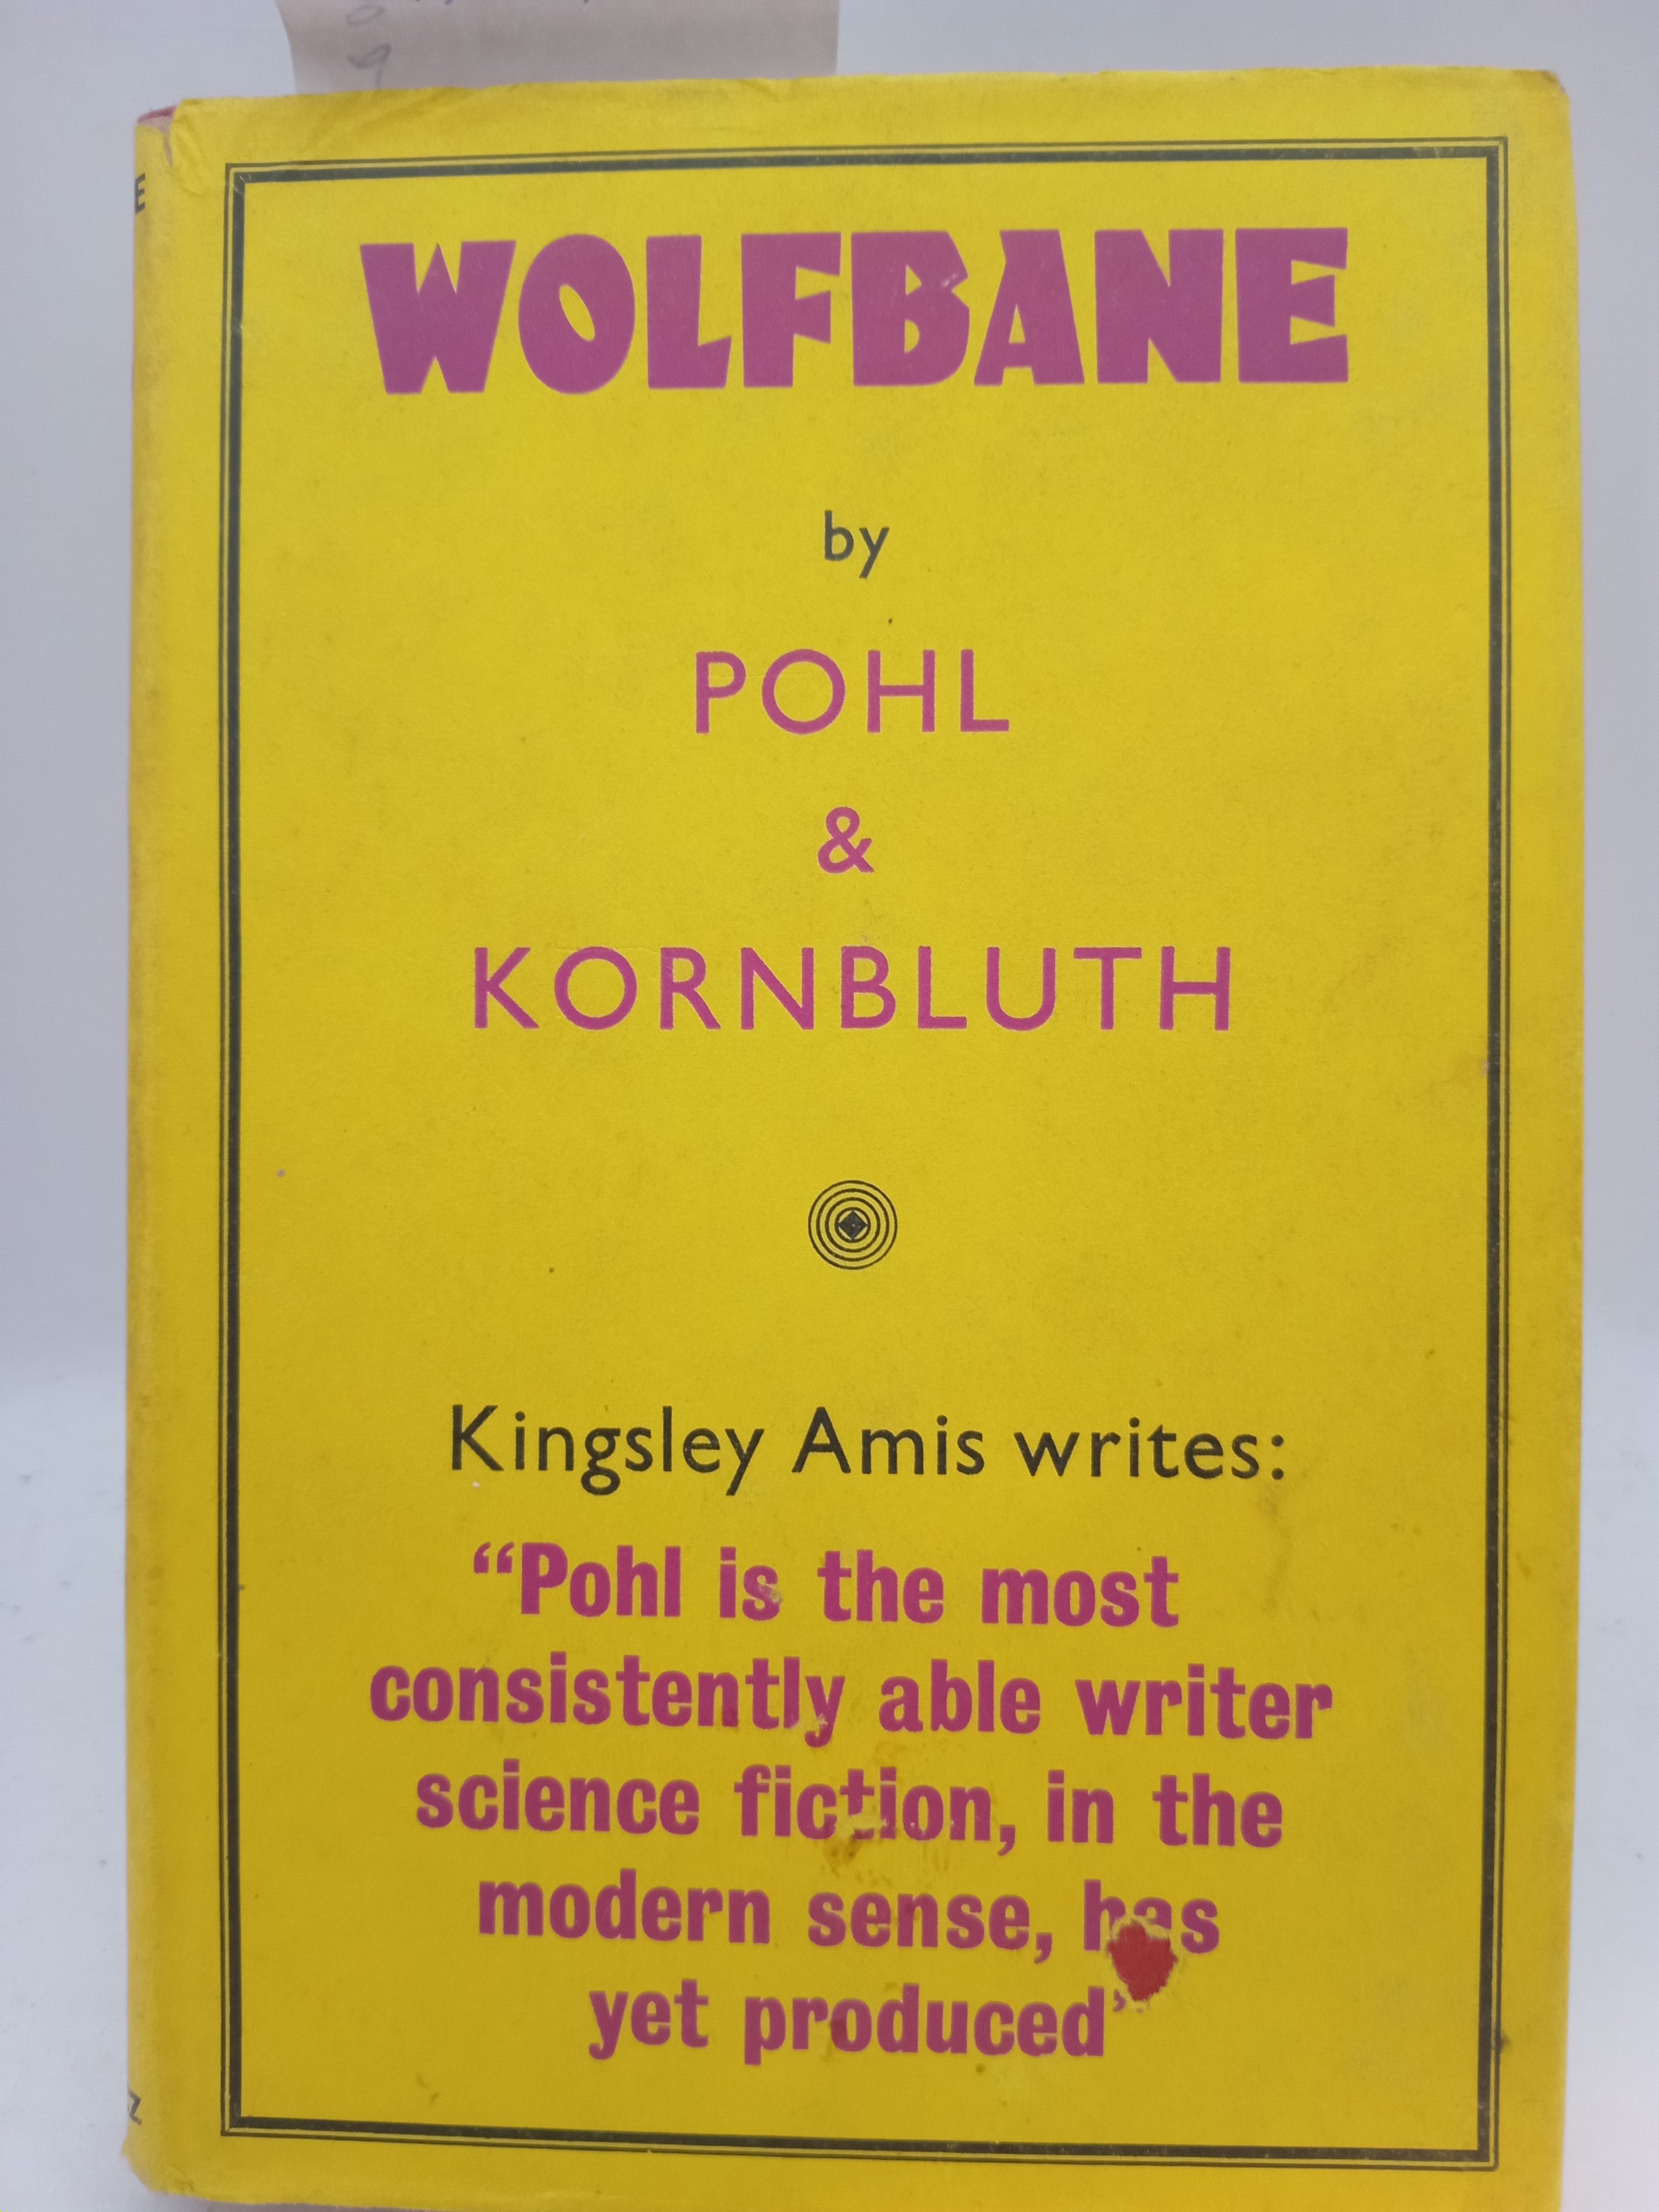 WOLFBANE
by
POHL
&
KORNBLUTH
Kingsley Amis writes:
“Pohl is the most
consistently able writer
science fiction, in the
modern sense, has
yet produced”